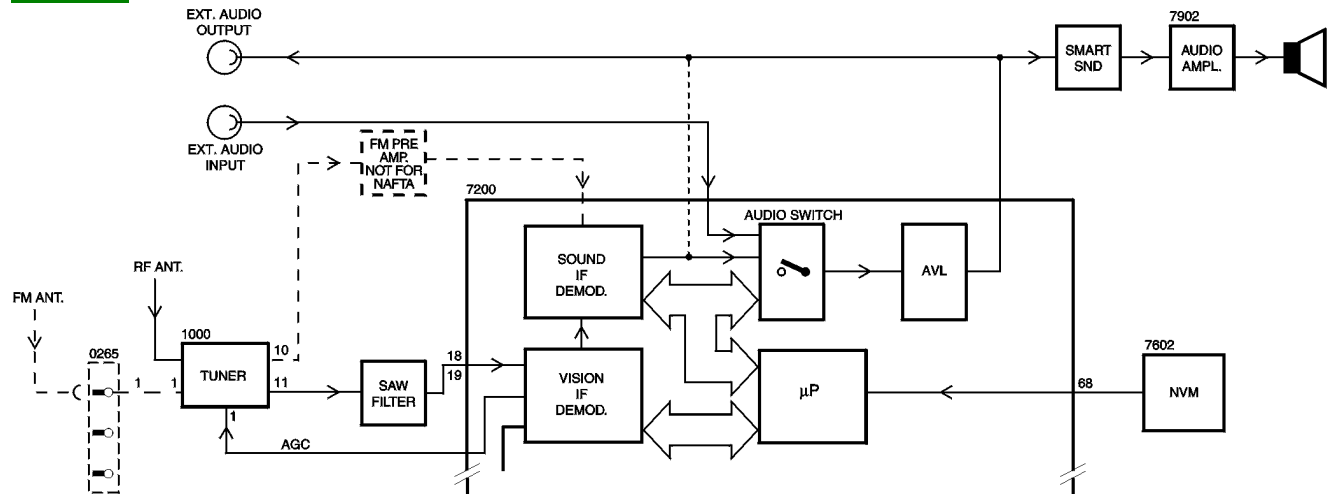 EXT. AUDIO
OUTPUT
7902
SMART
SND
AUDIO
AMPL.
EXT. AUDIO
INPUT
FM PRE
AMP.
NOT FOR
NAFTA
7200
AUDIO SWITCH
SOUND
IF
DEMOD.
AVL
RF ANT.
FM ANT.
1000
10
0265
TUNER
1
1
11
1
SAW
FILTER
18
19
VISION
IF
DEMOD.
µP
68
7602
NVM
AGC